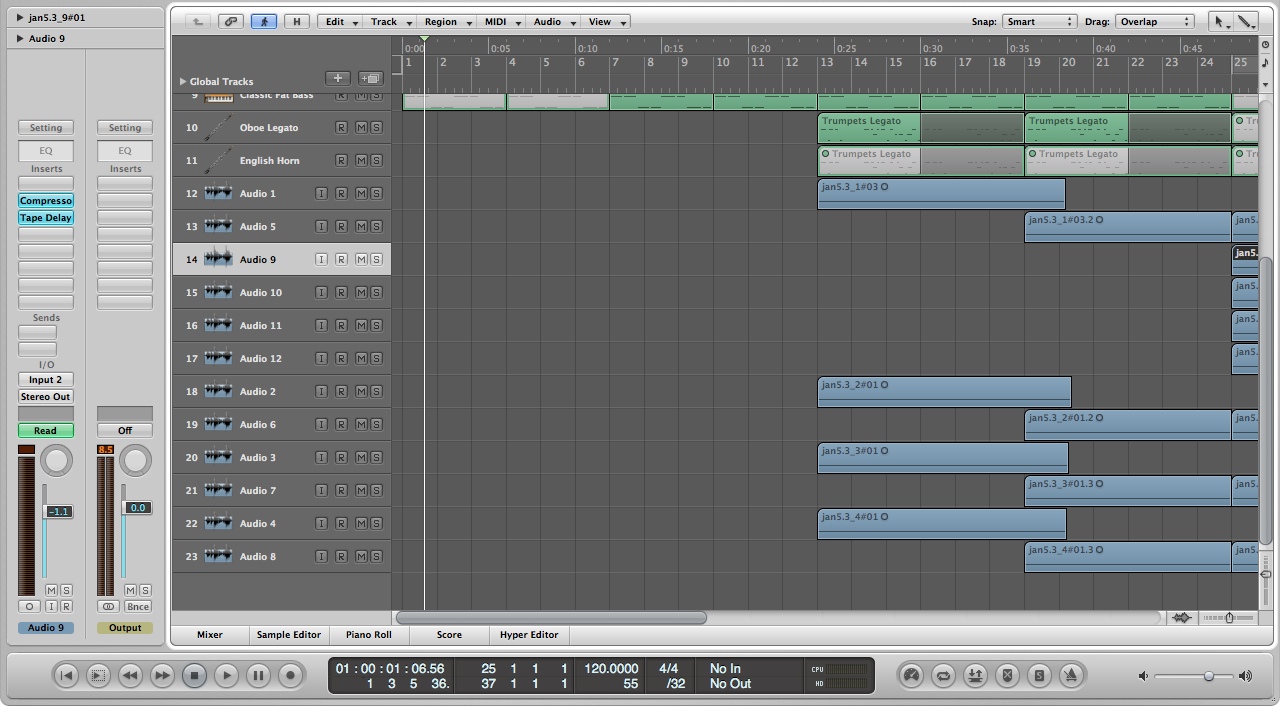 jan5.3_9#01
Audio 9
H Edit Track Region MIDI Audio View Snap: Smart Drag: Overlap
0:00 0:05 0:10 0:15 0:20 0:25 0:30 0:35 0:40 0:45
1 2 3 4 5 6 7 8 9 10 11 12 13 14 15 16 17 18 19 20 21 22 23 24 25
Global Tracks
9 Classic Fat Bass R M S
10 Oboe Legato R M S Trumpets Legato Trumpets Legato
11 English Horn R M S Trumpets Legato Trumpets Legato
12 Audio 1 I R M S jan5.3_1#03
13 Audio 5 I R M S jan5.3_1#03.2 jan5.
14 Audio 9 I R M S jan5.
15 Audio 10 I R M S jan5.
16 Audio 11 I R M S jan5.
17 Audio 12 I R M S jan5.
18 Audio 2 I R M S jan5.3_2#01
19 Audio 6 I R M S jan5.3_2#01.2 jan5.
20 Audio 3 I R M S jan5.3_3#01
21 Audio 7 I R M S jan5.3_3#01.3 jan5.
22 Audio 4 I R M S jan5.3_4#01
23 Audio 8 I R M S jan5.3_4#01.3 jan5.
Setting Setting
EQ EQ
Inserts Inserts
Compresso
Tape Delay
Sends
I/O
Input 2
Stereo Out
Read Off
8.5
-1.1 0.0
M S M S
I R Bnce
Audio 9 Output
Mixer Sample Editor Piano Roll Score Hyper Editor
01 : 00 : 01 : 06.56 25 1 1 1 120.0000 4/4 No In CPU
1 3 5 36. 37 1 1 1 55 /32 No Out HD
S